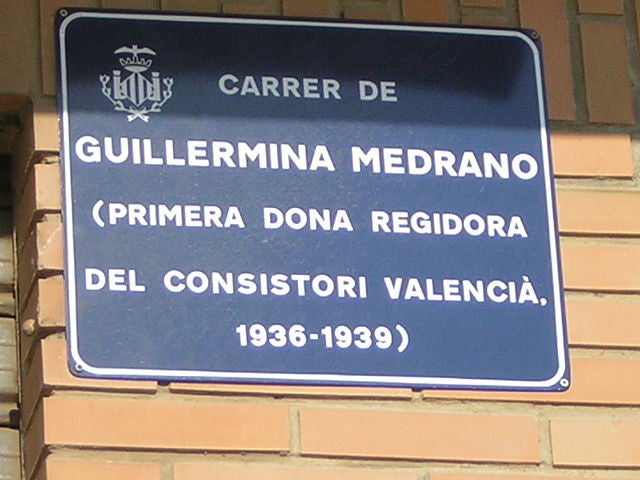 CARRER DE
GUILLERMINA MEDRANO
(PRIMERA DONA REGIDORA
DEL CONSISTORI VALENCIÀ,
1936-1939)